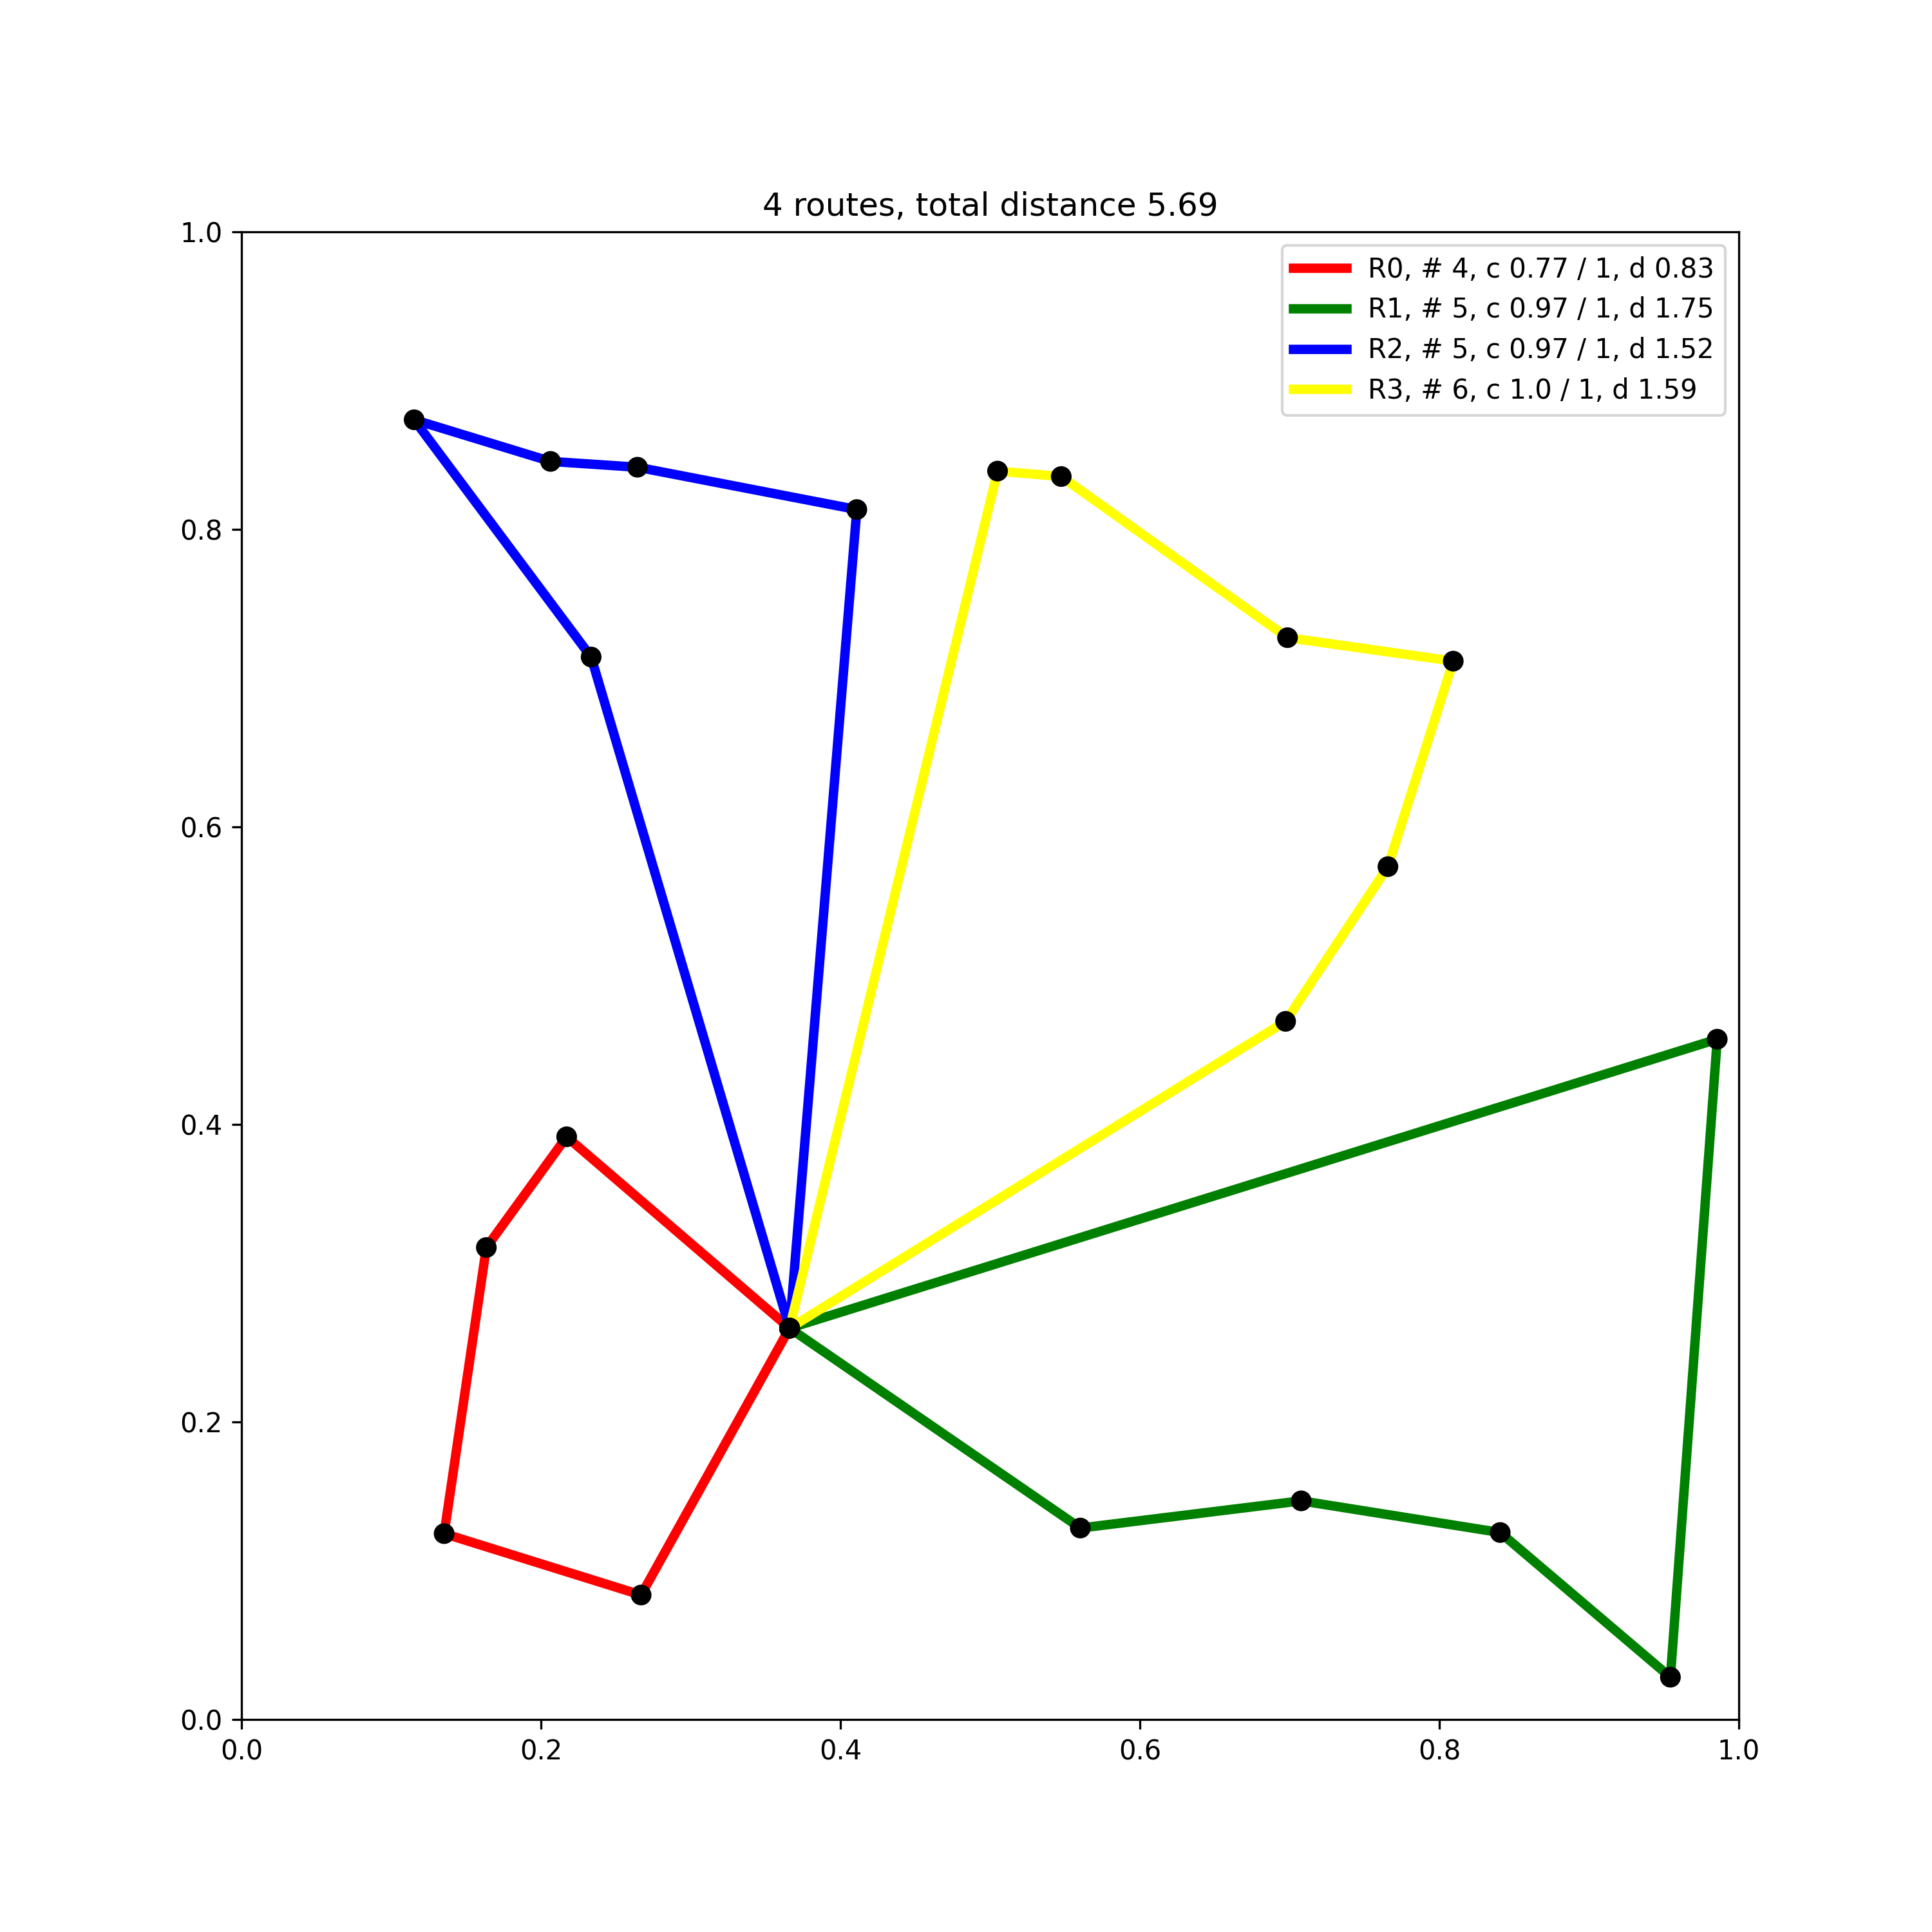 4 routes, total distance 5.69
R0, # 4, c 0.77 / 1, d 0.83
R1, # 5, c 0.97 / 1, d 1.75
R2, # 5, c 0.97 / 1, d 1.52
R3, # 6, c 1.0 / 1, d 1.59
1.0
0.8
0.6
0.4
0.2
0.0
0.0 0.2 0.4 0.6 0.8 1.0